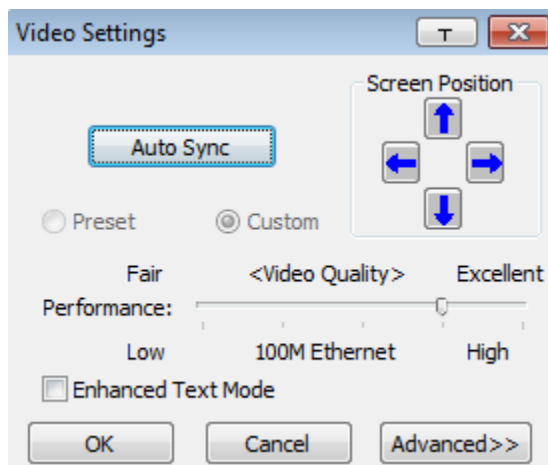 Video Settings
Screen Position
Auto Sync
Preset Custom
Fair <Video Quality> Excellent
Performance:
Low 100M Ethernet High
Enhanced Text Mode
OK Cancel Advanced>>